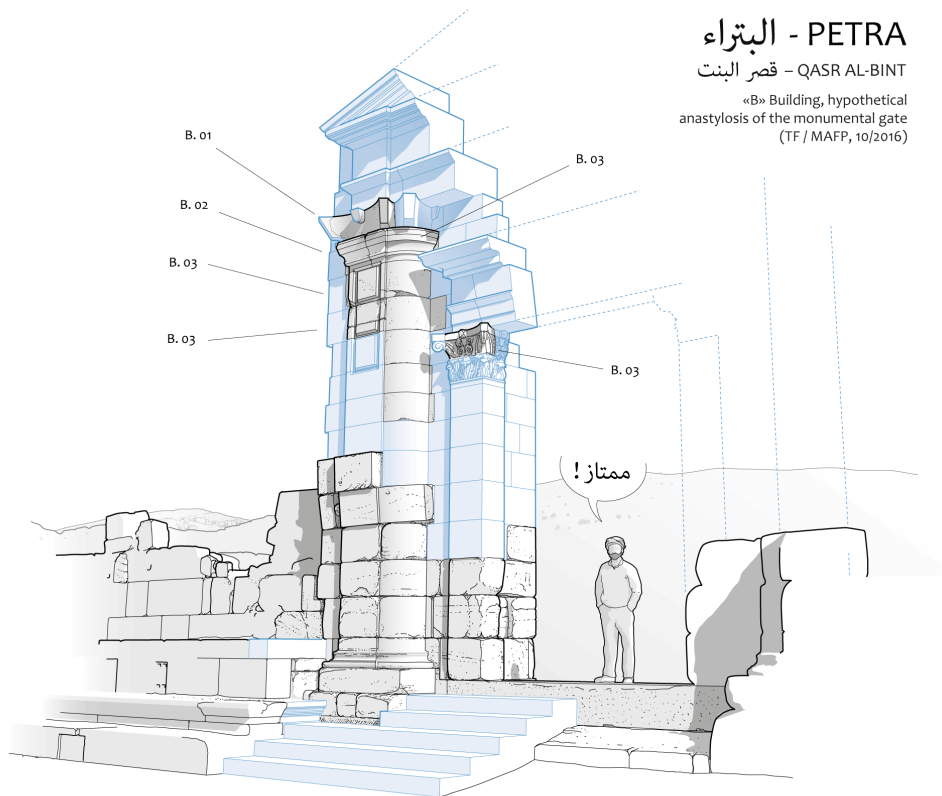 البتراء - PETRA
قصر البنت – QASR AL-BINT
«B» Building, hypothetical
anastylosis of the monumental gate
(TF / MAFP, 10/2016)
B. 01
B. 03
B. 02
B. 03
B. 03
B. 03
ممتاز !